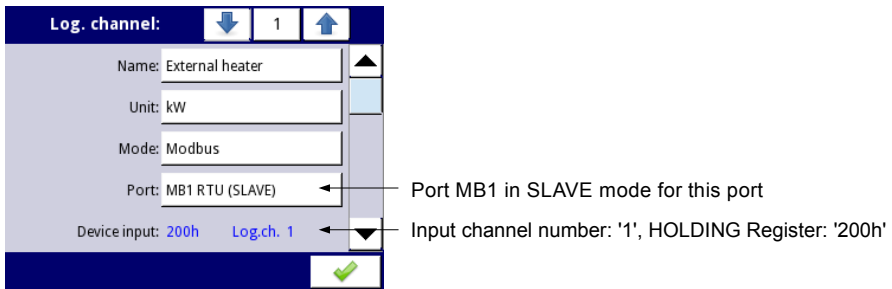 Log. channel: 1
Name: External heater
Unit: kW
Mode: Modbus
Port: MB1 RTU (SLAVE)
Port MB1 in SLAVE mode for this port
Device input: 200h Log.ch. 1
Input channel number: '1', HOLDING Register: '200h'